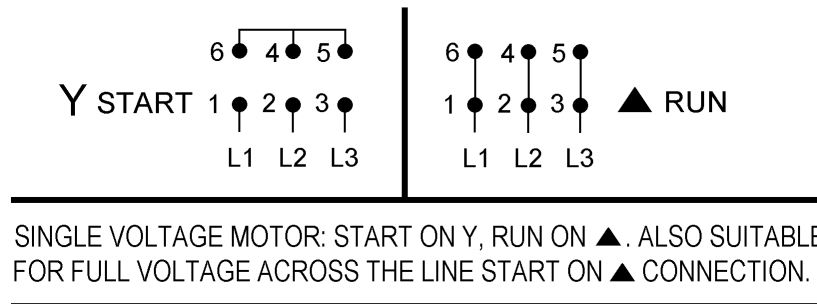 6 4 5 6 4 5
Y START 1 2 3 1 2 3 ▲ RUN
L1 L2 L3 L1 L2 L3
SINGLE VOLTAGE MOTOR: START ON Y, RUN ON ▲. ALSO SUITABLE
FOR FULL VOLTAGE ACROSS THE LINE START ON ▲ CONNECTION.